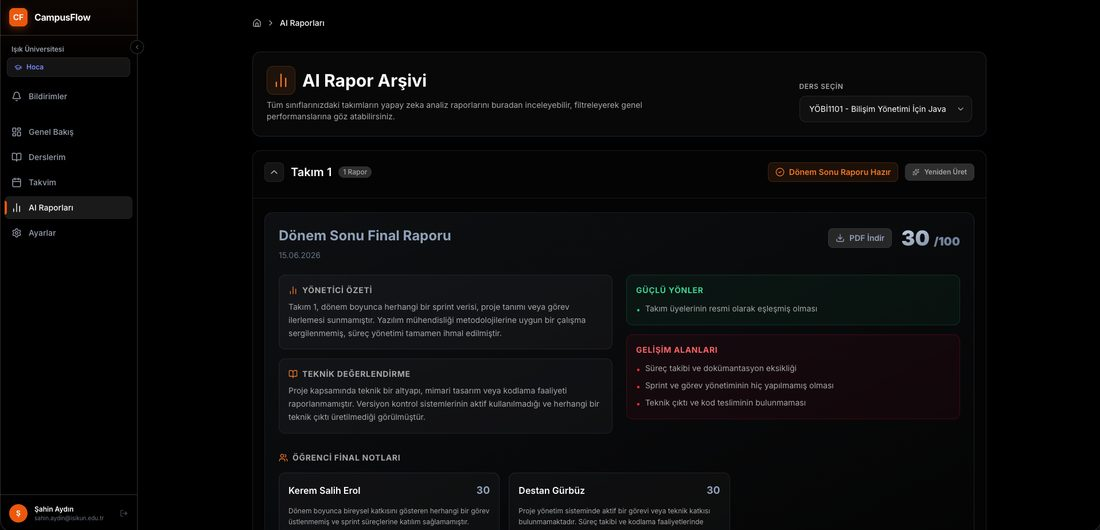 CF CampusFlow
Işık Üniversitesi
Hoca
Bildirimler
Genel Bakış
Derslerim
Takvim
AI Raporları
Ayarlar
Ş
Şahin Aydın
sahin.aydin@isikun.edu.tr
AI Raporları
AI Rapor Arşivi
Tüm sınıflarınızdaki takımların yapay zeka analiz raporlarını buradan inceleyebilir, filtreleyerek genel
performanslarına göz atabilirsiniz.
DERS SEÇİN
YÖBİ1101 - Bilişim Yönetimi İçin Java
Takım 1 1 Rapor
Dönem Sonu Raporu Hazır
Yeniden Üret
Dönem Sonu Final Raporu
15.06.2026
PDF İndir
30 /100
YÖNETİCİ ÖZETİ
Takım 1, dönem boyunca herhangi bir sprint verisi, proje tanımı veya görev
ilerlemesi sunmamıştır. Yazılım mühendisliği metodolojilerine uygun bir çalışma
sergilenmemiş, süreç yönetimi tamamen ihmal edilmiştir.
TEKNİK DEĞERLENDİRME
Proje kapsamında teknik bir altyapı, mimari tasarım veya kodlama faaliyeti
raporlanmamıştır. Versiyon kontrol sistemlerinin aktif kullanılmadığı ve herhangi bir
teknik çıktı üretilmediği görülmüştür.
GÜÇLÜ YÖNLER
• Takım üyelerinin resmi olarak eşleşmiş olması
GELİŞİM ALANLARI
• Süreç takibi ve dokümantasyon eksikliği
• Sprint ve görev yönetiminin hiç yapılmamış olması
• Teknik çıktı ve kod tesliminin bulunmaması
ÖĞRENCİ FİNAL NOTLARI
Kerem Salih Erol 30
Dönem boyunca bireysel katkısını gösteren herhangi bir görev
üstlenmemiş ve sprint süreçlerine katılım sağlamamıştır.
Destan Gürbüz 30
Proje yönetim sisteminde aktif bir görevi veya teknik katkısı
bulunmamaktadır. Süreç takibi ve kodlama faaliyetlerinde